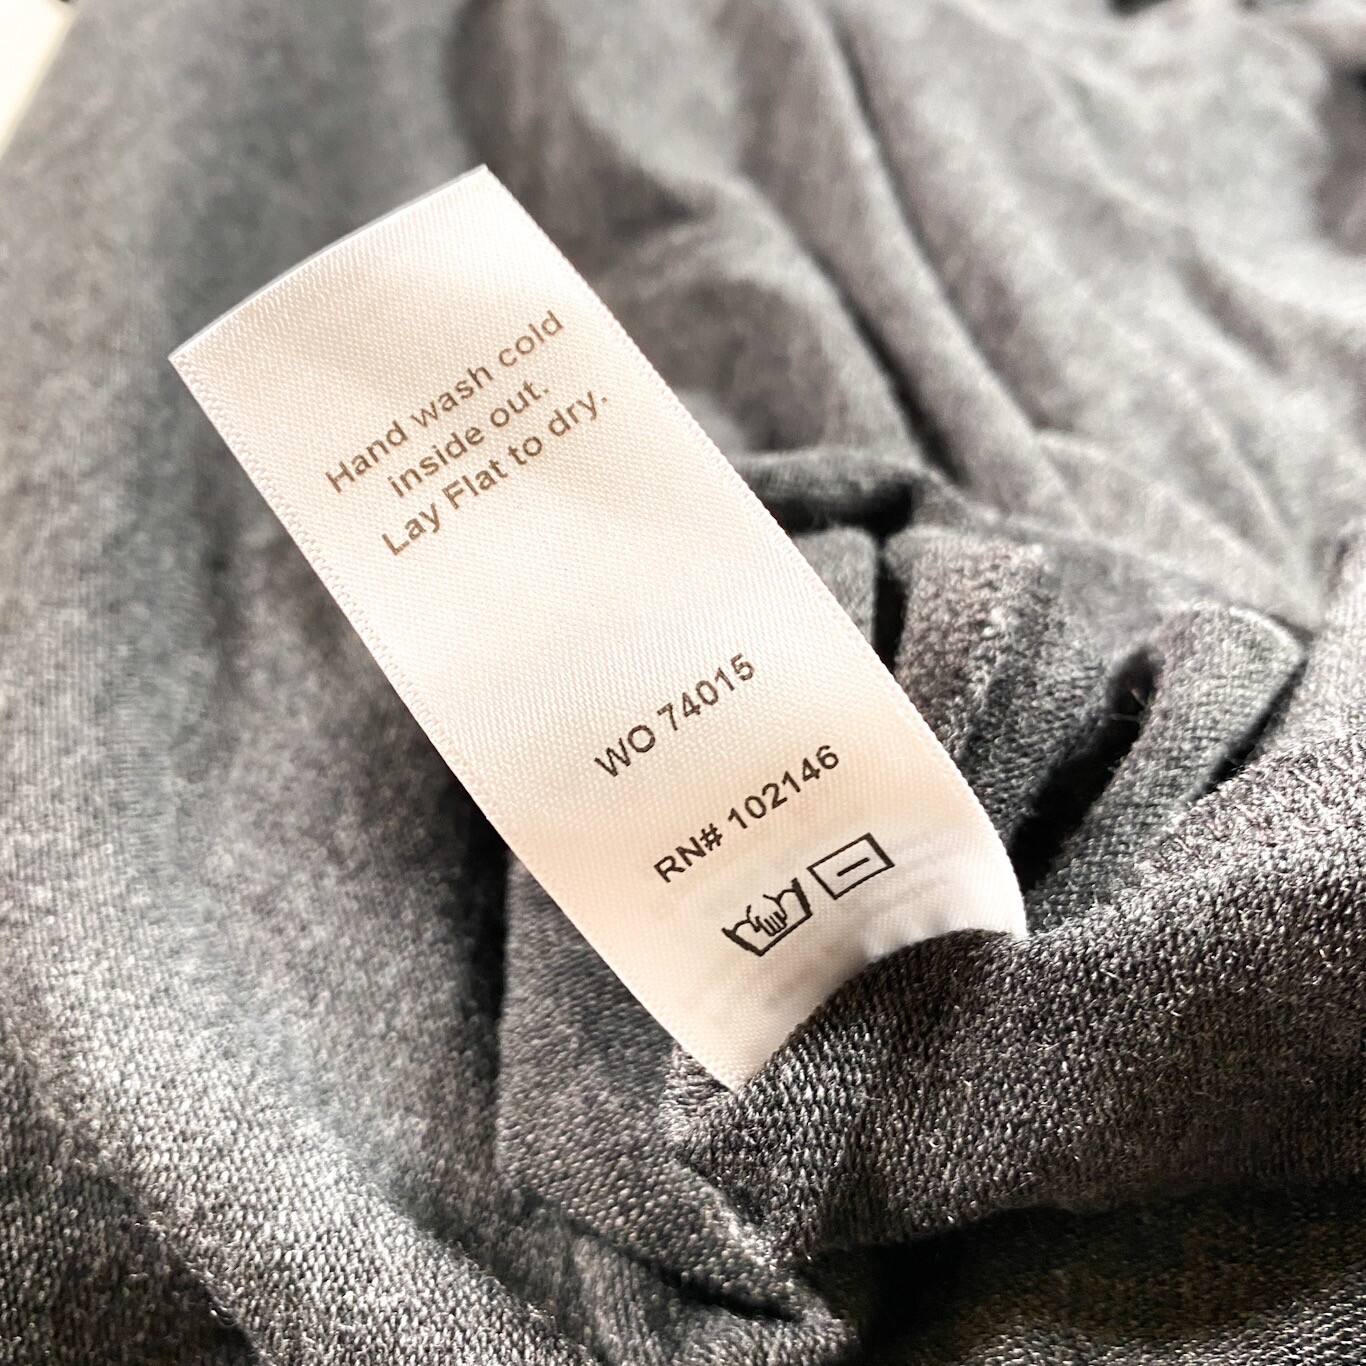 Hand wash cold
inside out.
Lay Flat to dry.
WO 74015
RN# 102146